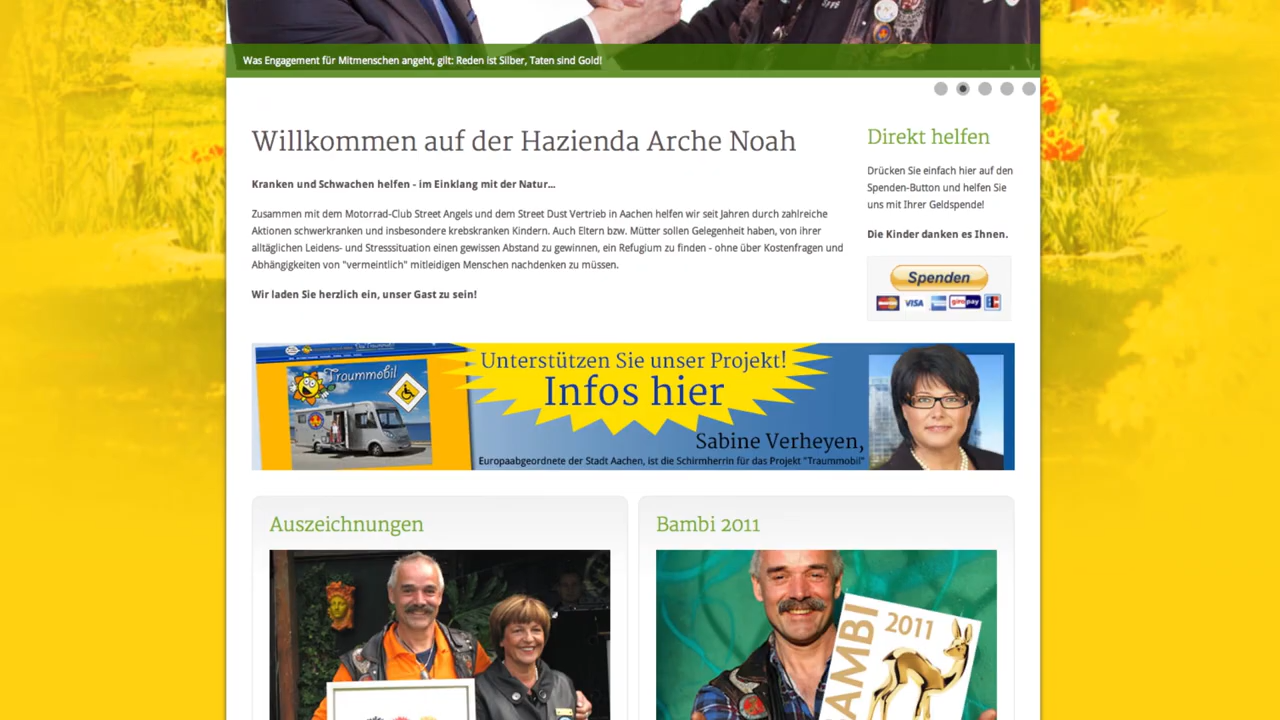 Was Engagement für Mitmenschen angeht, gilt: Reden ist Silber, Taten sind Gold!
Willkommen auf der Hazienda Arche Noah
Kranken und Schwachen helfen - im Einklang mit der Natur...
Zusammen mit dem Motorrad-Club Street Angels und dem Street Dust Vertrieb in Aachen helfen wir seit Jahren durch zahlreiche
Aktionen schwerkranken und insbesondere krebskranken Kindern. Auch Eltern bzw. Mütter sollen Gelegenheit haben, von ihrer
alltäglichen Leidens- und Stresssituation einen gewissen Abstand zu gewinnen, ein Refugium zu finden - ohne über Kostenfragen und
Abhängigkeiten von "vermeintlich" mitleidigen Menschen nachdenken zu müssen.
Wir laden Sie herzlich ein, unser Gast zu sein!
Direkt helfen
Drücken Sie einfach hier auf den
Spenden-Button und helfen Sie
uns mit Ihrer Geldspende!
Die Kinder danken es Ihnen.
Spenden
VISA
giropay
Traummobil
Unterstützen Sie unser Projekt!
Infos hier
Sabine Verheyen,
Europaabgeordnete der Stadt Aachen, ist die Schirmherrin für das Projekt "Traummobil"
Auszeichnungen
Bambi 2011
BAMBI
2011